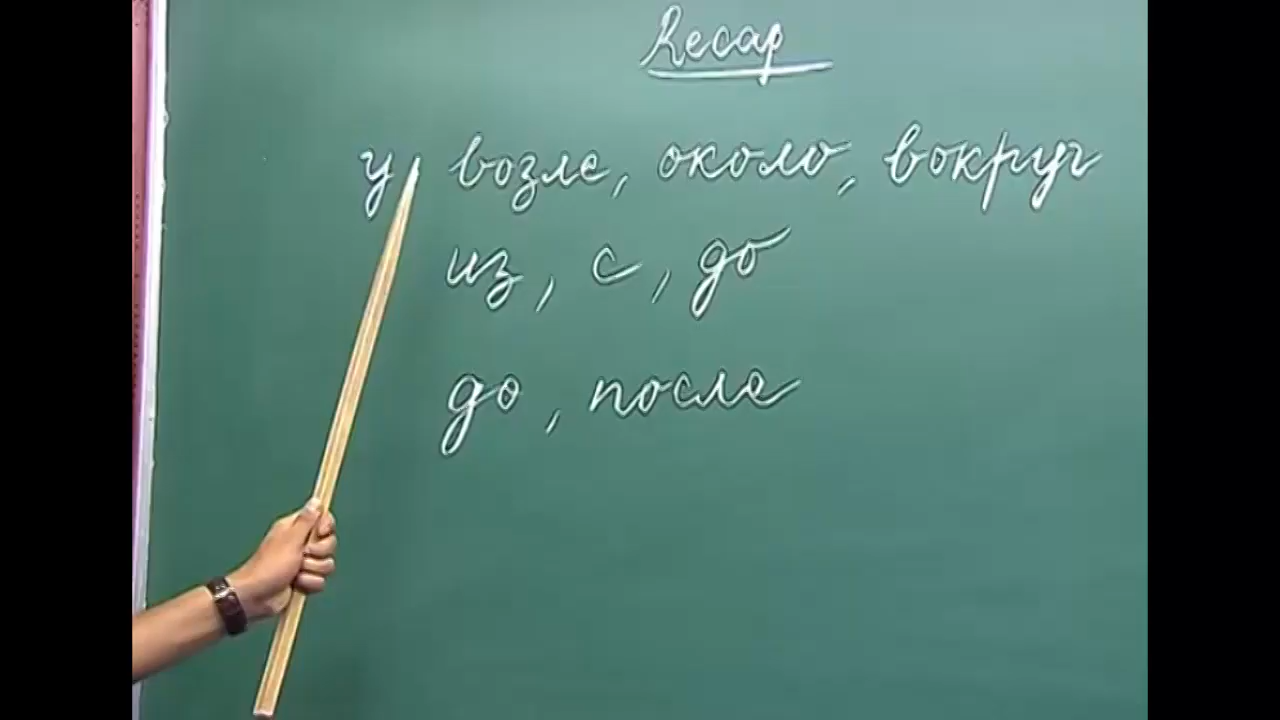 Recap
у возле, около, вокруг
из, с, до
до, после